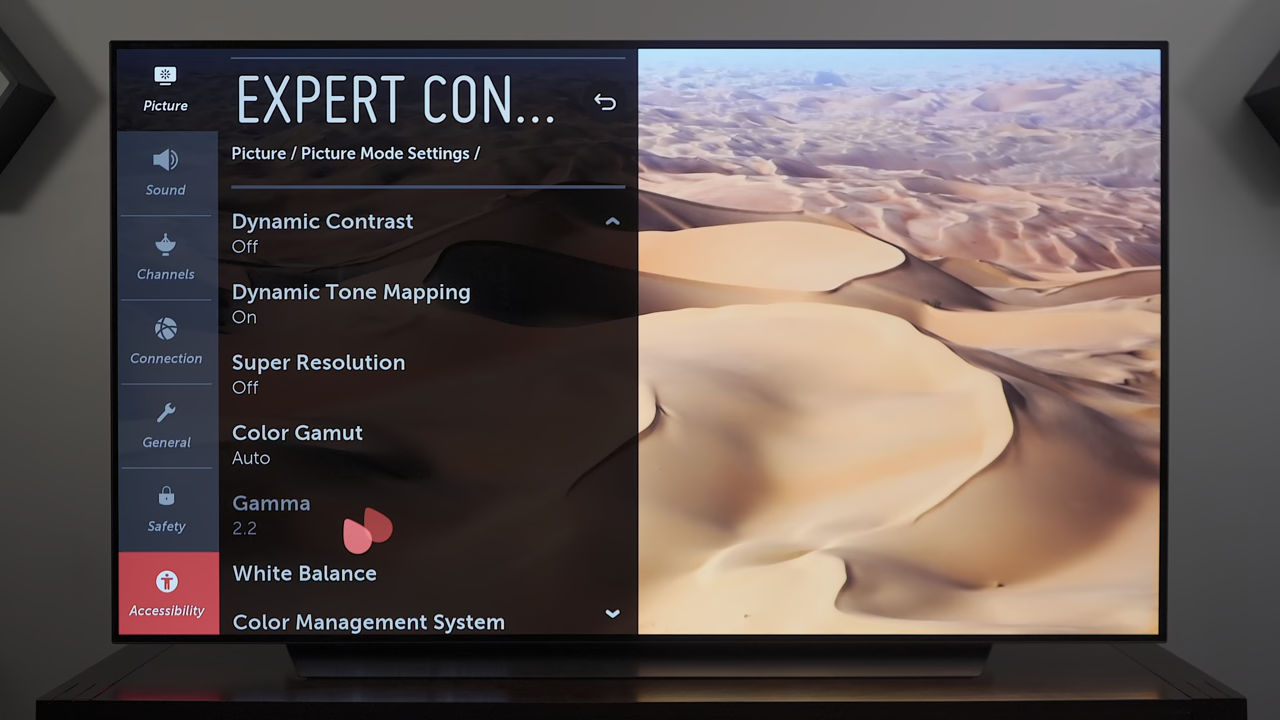 Picture
EXPERT CON...
Picture / Picture Mode Settings /
Sound
Channels
Connection
General
Safety
Accessibility
Dynamic Contrast
Off
Dynamic Tone Mapping
On
Super Resolution
Off
Color Gamut
Auto
Gamma
2.2
White Balance
Color Management System